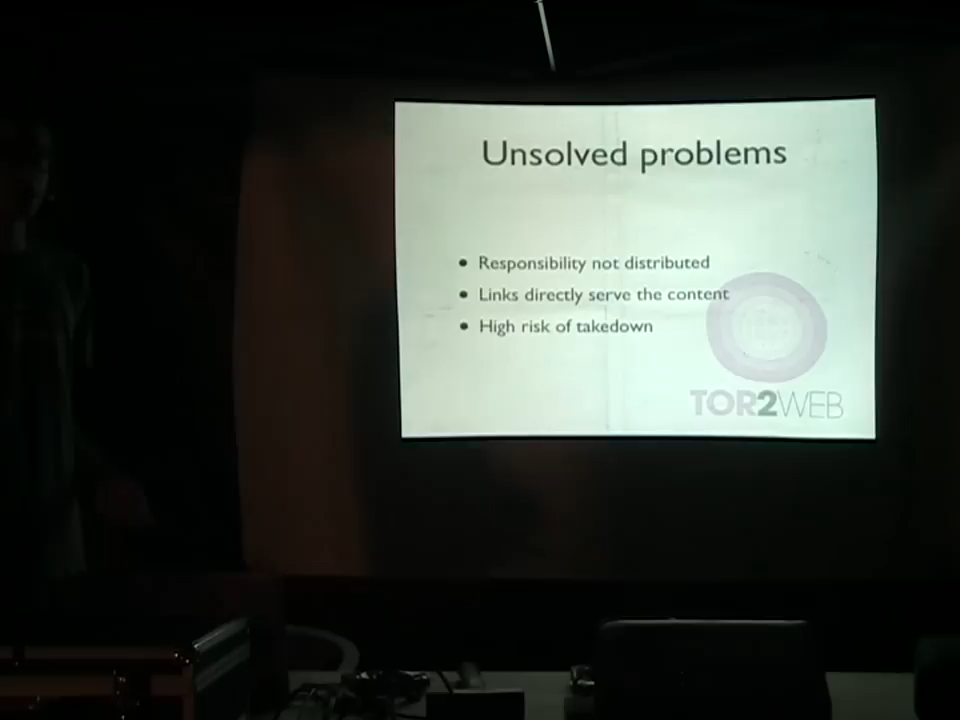 Unsolved problems
• Responsibility not distributed
• Links directly serve the content
• High risk of takedown
TOR2WEB